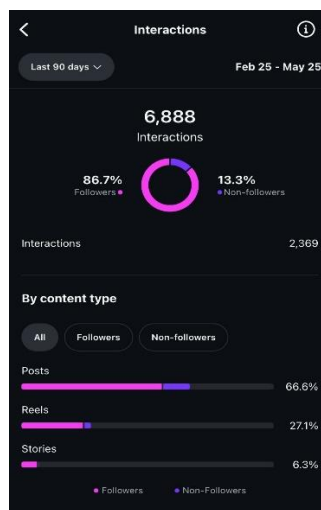 Interactions
Last 90 days
Feb 25 - May 25
6,888
Interactions
86.7%
Followers
13.3%
Non-followers
Interactions
2,369
By content type
All
Followers
Non-followers
Posts
66.6%
Reels
27.1%
Stories
6.3%
Followers
Non-Followers